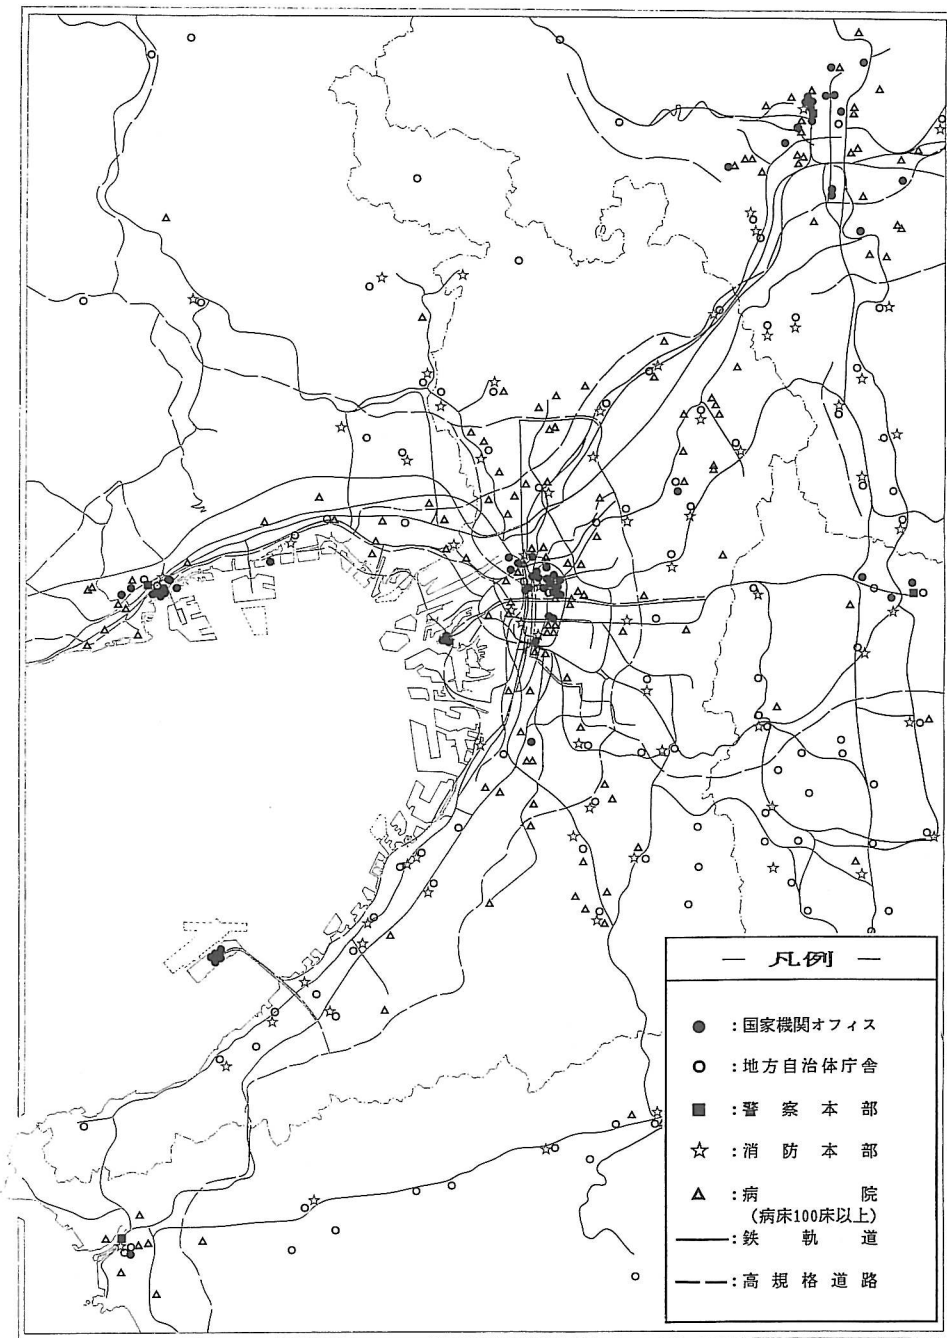 — 凡例 —
● ：国家機関オフィス
○ ：地方自治体庁舎
■ ：警察本部
☆ ：消防本部
△ ：病院
（病床100床以上）
―― ：鉄軌道
― ― ：高規格道路